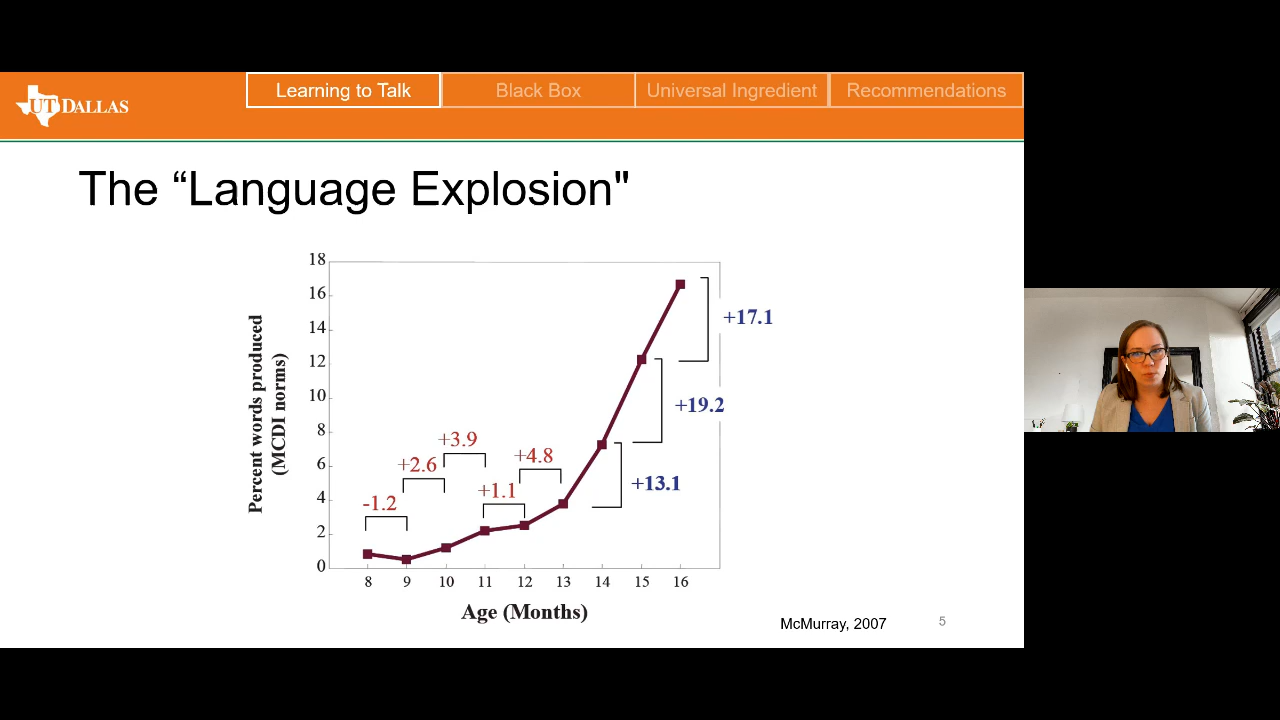 UT DALLAS
Learning to Talk
Black Box
Universal Ingredient
Recommendations
The “Language Explosion"
Percent words produced
(MCDI norms)
18
16
14
12
10
8
6
4
2
0
-1.2
+2.6
+3.9
+1.1
+4.8
+13.1
+19.2
+17.1
8 9 10 11 12 13 14 15 16
Age (Months)
McMurray, 2007
5